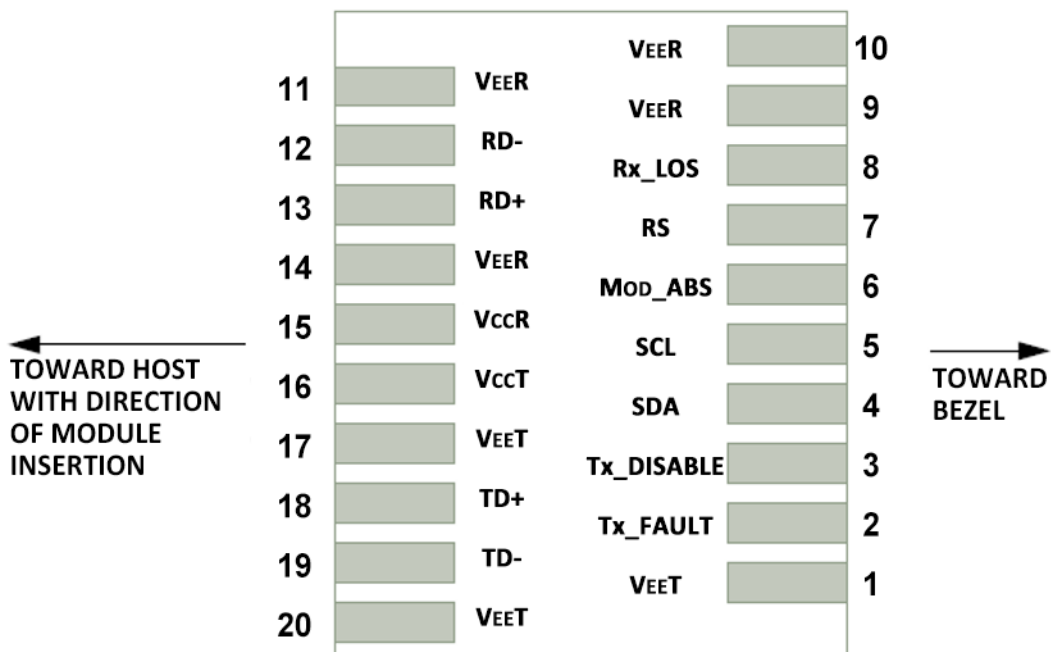 VEER 10
11 VEER
VEER 9
12 RD-
Rx_LOS 8
13 RD+
RS 7
14 VEER
MOD_ABS 6
15 VCCR
SCL 5
16 VCCT
SDA 4
17 VEET
Tx_DISABLE 3
18 TD+
Tx_FAULT 2
19 TD-
VEET 1
20 VEET
TOWARD HOST
WITH DIRECTION
OF MODULE
INSERTION
TOWARD
BEZEL